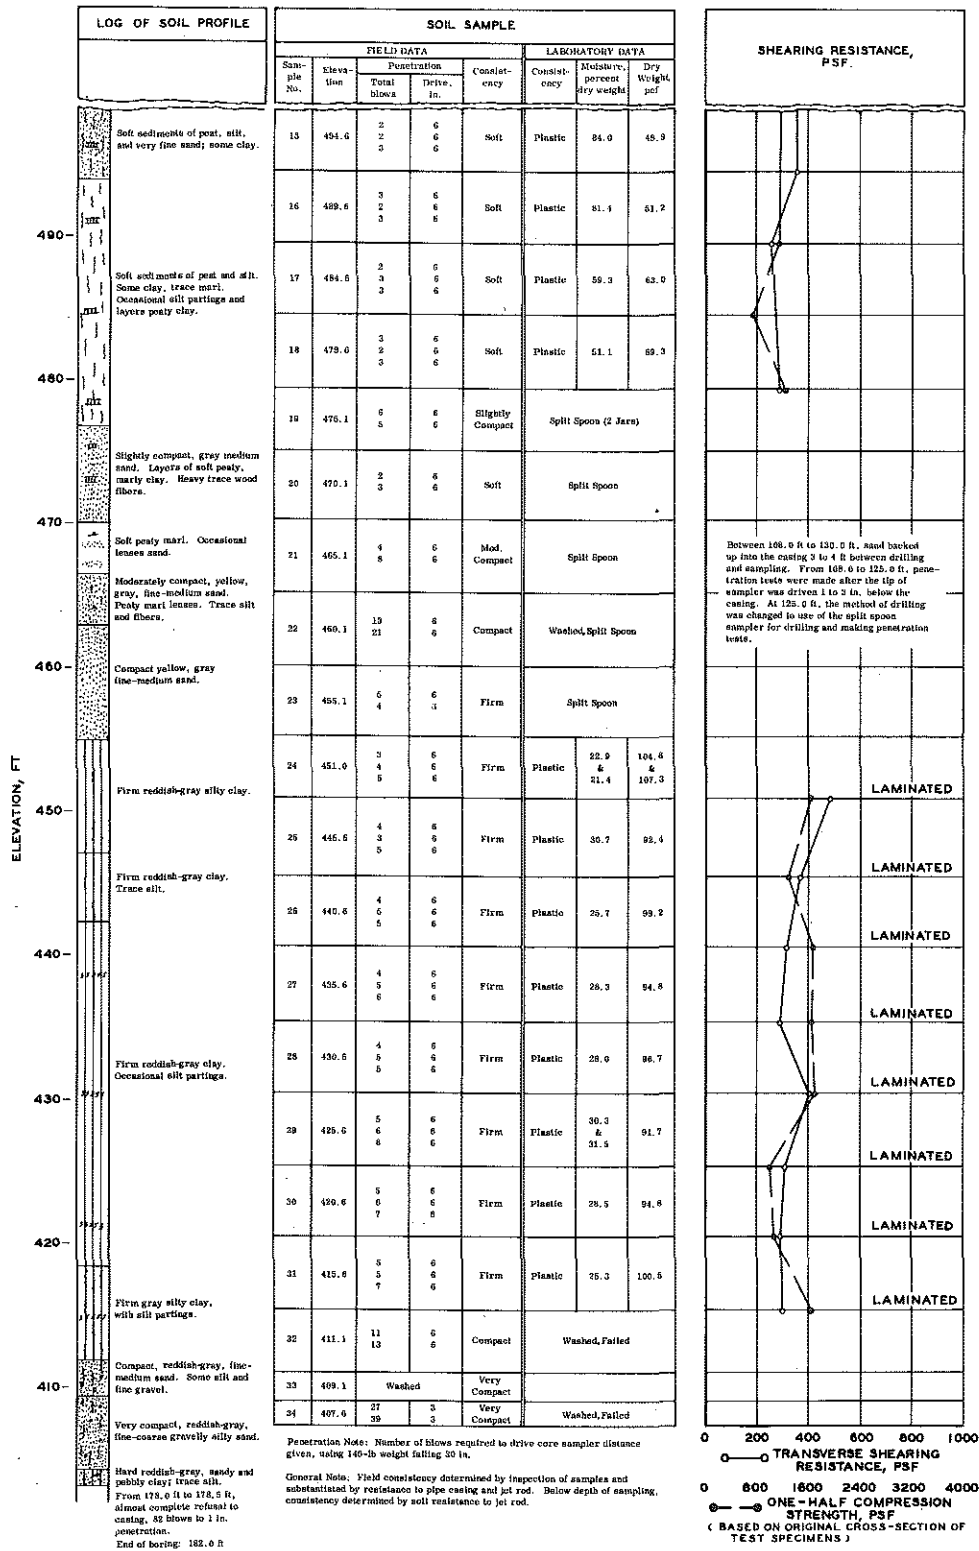 LOG OF SOIL PROFILE
SOIL SAMPLE
FIELD DATA
LABORATORY DATA
Sam-
ple
No.
Eleva-
tion
Penetration
Total
blows
Drive,
in.
Consist-
ency
Consist-
ency
Moisture,
percent
dry weight
Dry
Weight,
pcf
SHEARING RESISTANCE,
PSF.
ELEVATION, FT
490
480
470
460
450
440
430
420
410
Soft sediments of peat, silt,
and very fine sand; some clay.
Soft sediments of peat and silt.
Some clay, trace marl.
Occasional silt partings and
layers peaty clay.
Slightly compact, gray medium
sand. Layers of soft peaty,
marly clay. Heavy trace wood
fibers.
Soft peaty marl. Occasional
lenses sand.
Moderately compact, yellow,
gray, fine-medium sand.
Peaty marl lenses. Trace silt
and fibers.
Compact yellow, gray
fine-medium sand.
Firm reddish-gray silty clay.
Firm reddish-gray clay.
Trace silt.
Firm reddish-gray clay.
Occasional silt partings.
Firm gray silty clay,
with silt partings.
Compact, reddish-gray, fine-
medium sand. Some silt and
fine gravel.
Very compact, reddish-gray,
fine-coarse gravelly silty sand.
Hard reddish-gray, sandy and
pebbly clay; trace silt.
From 178.0 ft to 178.5 ft,
almost complete refusal to
casing, 82 blows to 1 in.
penetration.
End of boring: 182.0 ft
494.6 2 6 Soft Plastic 84.0
2 6
3 6
16 489.6 3 6 Soft Plastic 81.4 51.2
2 6
3 6
17 484.6 2 6 Soft Plastic 59.3 63.0
3 6
3 6
18 479.6 3 6 Soft Plastic 51.1 69.3
2 6
3 6
19 475.1 6 6 Slightly Compact Split Spoon (2 Jars)
5 6
20 470.1 2 6 Soft Split Spoon
3 6
21 465.1 4 6 Mod. Compact Split Spoon
8 6
22 460.1 13 6 Compact Washed, Split Spoon
21 6
23 455.1 Firm Split Spoon
4
24 451.0 3 6 Firm Plastic 22.9 & 21.4 104.6 & 107.3
4 6
5 6
25 445.6 4 6 Firm Plastic 30.7 92.4
3 6
5 6
26 440.6 4 6 Firm Plastic 25.7 99.2
5 6
5 6
27 435.6 4 6 Firm Plastic 28.3 94.8
5 6
6 6
28 430.6 4 6 Firm Plastic 96.7
5 6
5 6
29 425.6 5 6 Firm Plastic 30.3 & 31.5 91.7
6 6
6
30 420.6 5 6 Firm Plastic 28.5 94.8
6 6
7 6
31 415.6 5 6 Firm Plastic 25.3 100.5
5 6
7 6
32 411.1 11 6 Compact Washed, Failed
13 6
33 409.1 Washed Very Compact
34 407.6 27 3 Very Compact Washed, Failed
39 3
Between 108.0 ft to 130.0 ft, sand backed
up into the casing 3 to 4 ft between drilling
and sampling. From 108.0 to 125.0 ft, pene-
tration tests were made after the tip of
sampler was driven 1 to 3 in. below the
casing. At 125.0 ft, the method of drilling
was changed to use of the split spoon
sampler for drilling and making penetration
tests.
LAMINATED
LAMINATED
LAMINATED
LAMINATED
LAMINATED
LAMINATED
LAMINATED
LAMINATED
Penetration Note: Number of blows required to drive core sampler distance
given, using 140-lb weight falling 30 in.
General Note: Field consistency determined by inspection of samples and
substantiated by resistance to pipe casing and jet rod. Below depth of sampling,
consistency determined by soil resistance to jet rod.
0 200 400 600 800 1000
TRANSVERSE SHEARING
RESISTANCE, PSF
0 800 1600 2400 3200 4000
ONE-HALF COMPRESSION
STRENGTH, PSF
( BASED ON ORIGINAL CROSS-SECTION OF
TEST SPECIMENS )